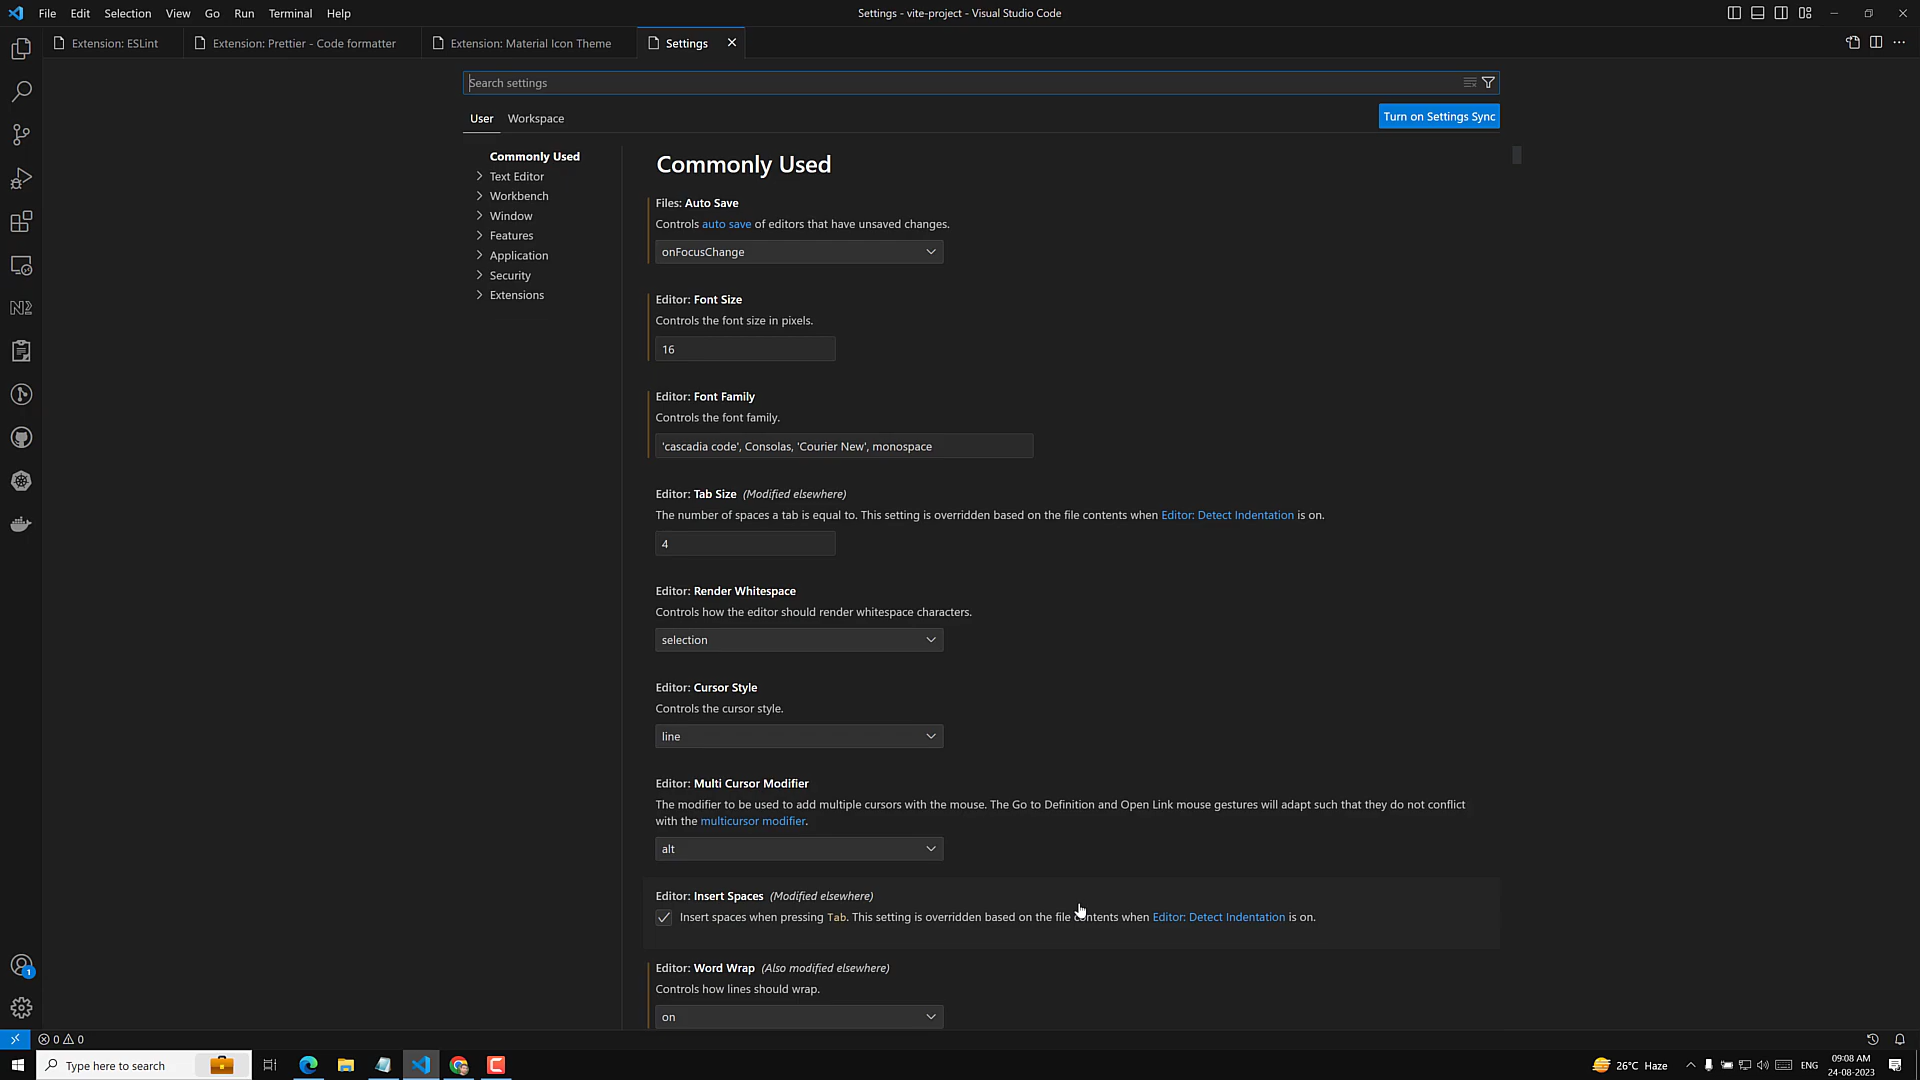 File Edit Selection View Go Run Terminal Help
Settings - vite-project - Visual Studio Code
Extension: ESLint
Extension: Prettier - Code formatter
Extension: Material Icon Theme
Settings
Search settings
User Workspace
Turn on Settings Sync
Commonly Used
Text Editor
Workbench
Window
Features
Application
Security
Extensions
Commonly Used
Files: Auto Save
Controls auto save of editors that have unsaved changes.
onFocusChange
Editor: Font Size
Controls the font size in pixels.
16
Editor: Font Family
Controls the font family.
'cascadia code', Consolas, 'Courier New', monospace
Editor: Tab Size (Modified elsewhere)
The number of spaces a tab is equal to. This setting is overridden based on the file contents when Editor: Detect Indentation is on.
4
Editor: Render Whitespace
Controls how the editor should render whitespace characters.
selection
Editor: Cursor Style
Controls the cursor style.
line
Editor: Multi Cursor Modifier
The modifier to be used to add multiple cursors with the mouse. The Go to Definition and Open Link mouse gestures will adapt such that they do not conflict
with the multicursor modifier.
alt
Editor: Insert Spaces (Modified elsewhere)
Insert spaces when pressing Tab. This setting is overridden based on the file contents when Editor: Detect Indentation is on.
Editor: Word Wrap (Also modified elsewhere)
Controls how lines should wrap.
on
1
0 0
Type here to search
26°C Haze
ENG
09:08 AM
24-08-2023